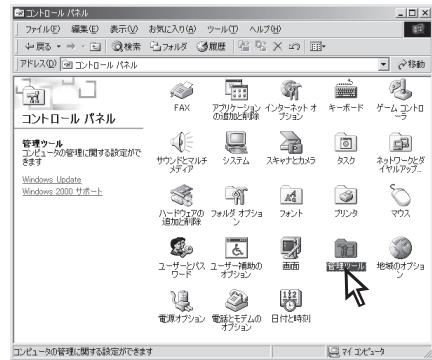 コントロール パネル
ファイル(F) 編集(E) 表示(V) お気に入り(A) ツール(T) ヘルプ(H)
戻る 検索 フォルダ 履歴
アドレス(D) コントロール パネル 移動
コントロール パネル
管理ツール
コンピュータの管理に関する設定がで
きます
Windows Update
Windows 2000 サポート
FAX
アプリケーション
の追加と削除
インターネット オ
プション
キーボード
ゲーム コントロ
ーラ
サウンドとマルチ
メディア
システム
スキャナとカメラ
タスク
ネットワークとダ
イヤルアップ...
ハードウェアの
追加と削除
フォルダ オプショ
ン
フォント
プリンタ
マウス
ユーザーとパス
ワード
ユーザー補助の
オプション
画面
管理ツール
地域のオプショ
ン
電源オプション
電話とモデムの
オプション
日付と時刻
コンピュータの管理に関する設定ができます マイ コンピュータ